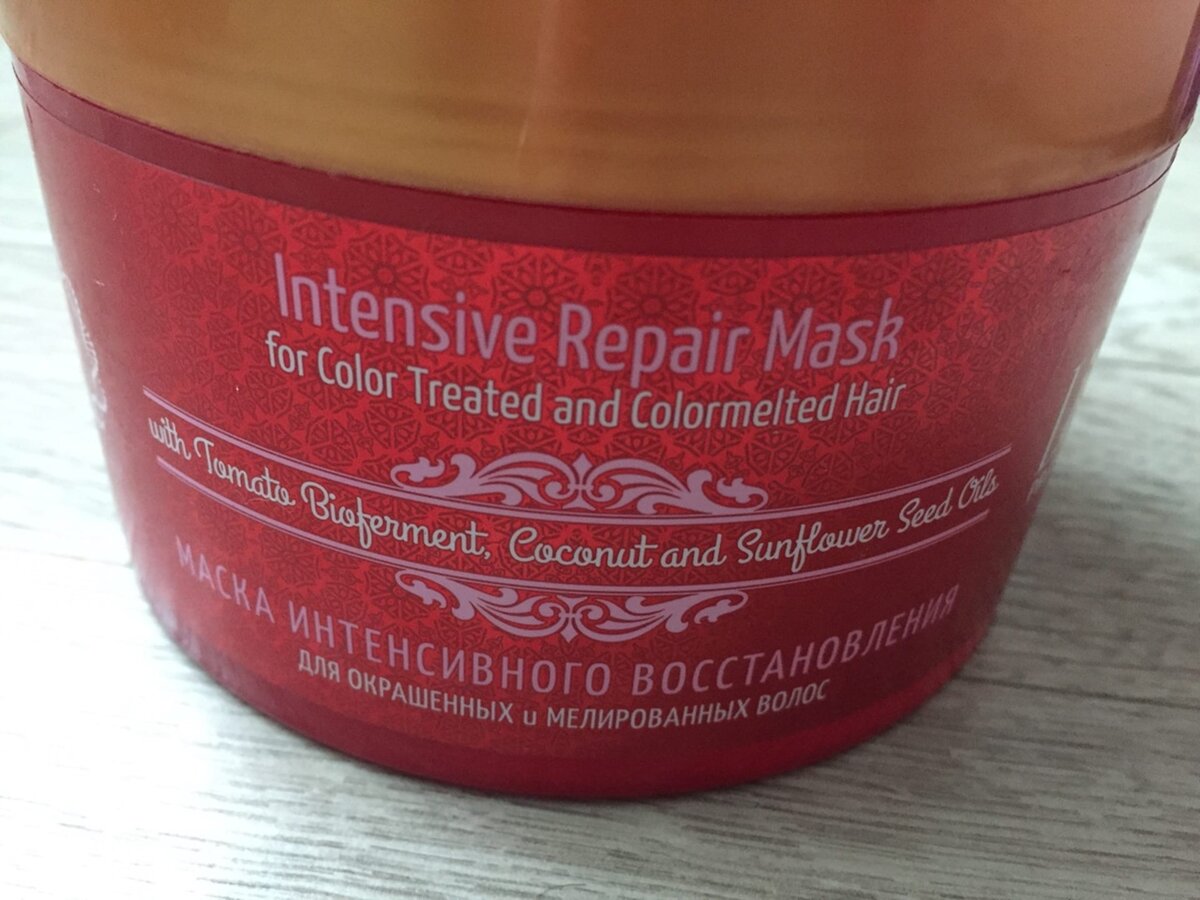 Intensive Repair Mask
for Color Treated and Colormelted Hair
with Tomato Bioferment, Coconut and Sunflower Seed Oils
МАСКА ИНТЕНСИВНОГО ВОССТАНОВЛЕНИЯ
ДЛЯ ОКРАШЕННЫХ и МЕЛИРОВАННЫХ ВОЛОС